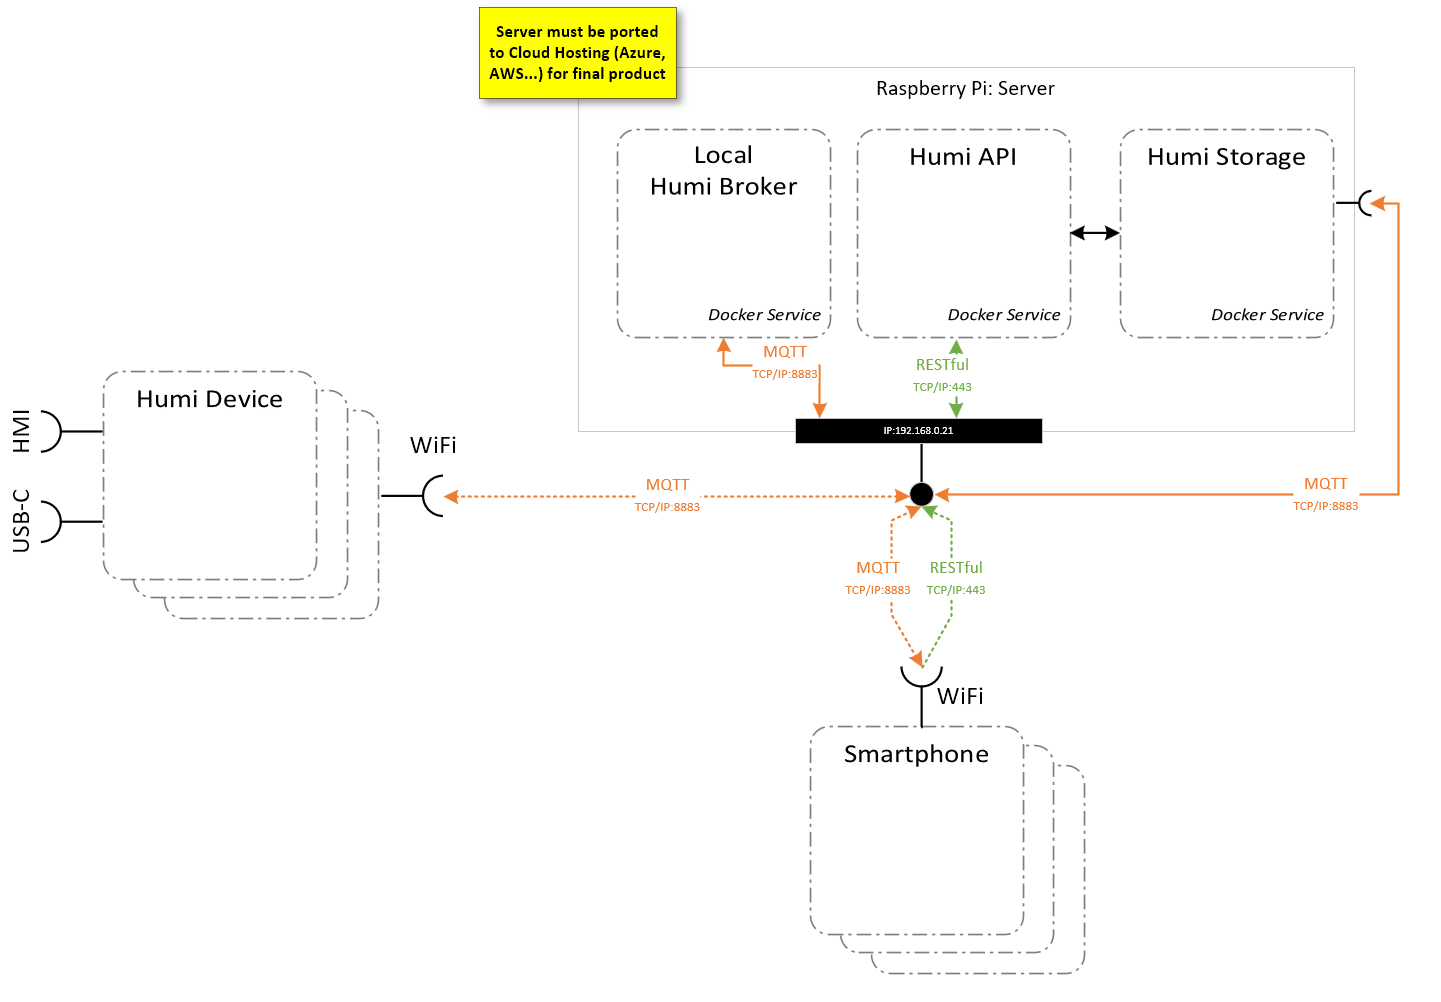 Server must be ported
to Cloud Hosting (Azure,
AWS...) for final product
Raspberry Pi: Server
Local
Humi Broker
Docker Service
Humi API
Docker Service
Humi Storage
Docker Service
MQTT
TCP/IP:8883
RESTful
TCP/IP:443
IP:192.168.0.21
Humi Device
HMI
USB-C
WiFi
MQTT
TCP/IP:8883
MQTT
TCP/IP:8883
MQTT
TCP/IP:8883
RESTful
TCP/IP:443
WiFi
Smartphone